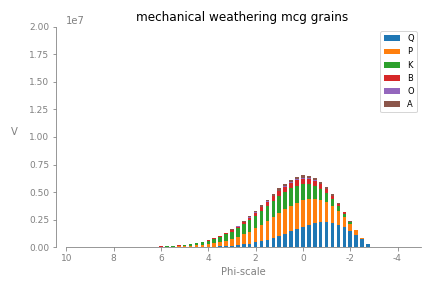 mechanical weathering mcg grains
1e7
2.00
1.75
1.50
1.25
1.00
0.75
0.50
0.25
0.00
V
Q
P
K
B
O
A
10 8 6 4 2 0 -2 -4
Phi-scale